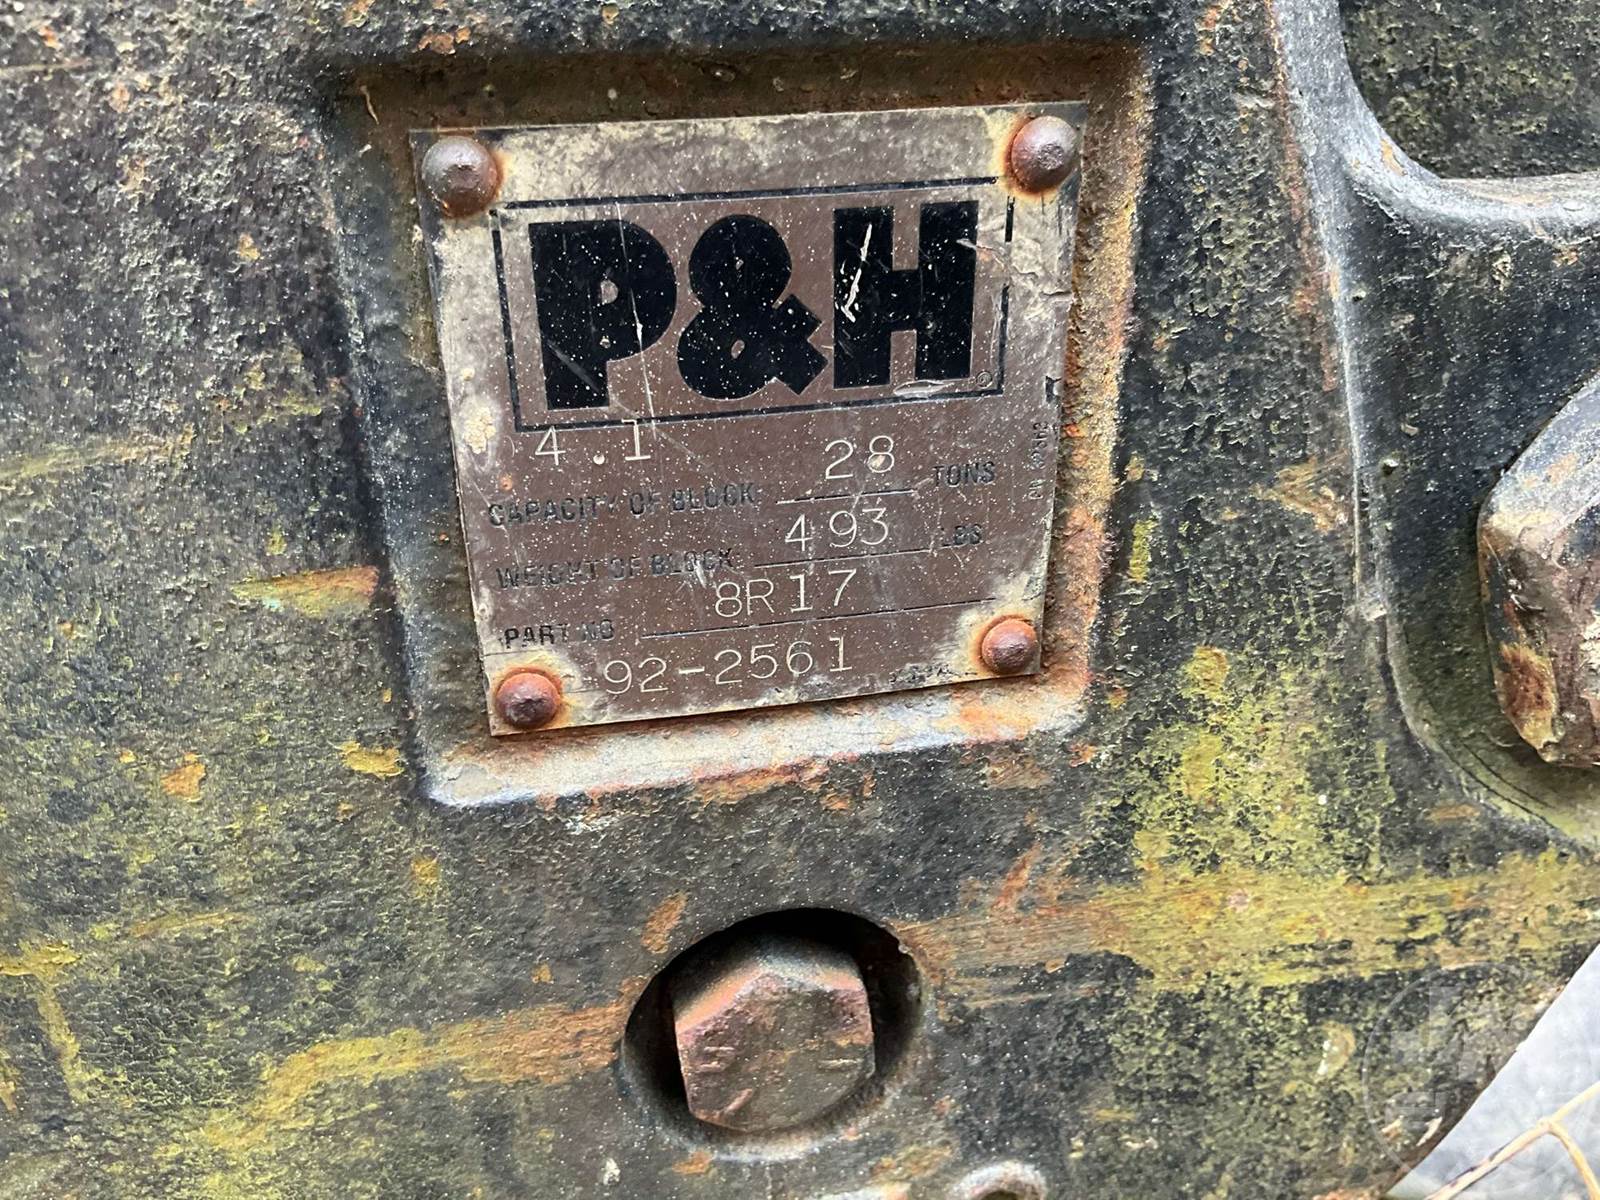 P&H
4.1
CAPACITY OF BLOCK 28 TONS
WEIGHT OF BLOCK 493 LBS
PART NO 8R17
92-2561